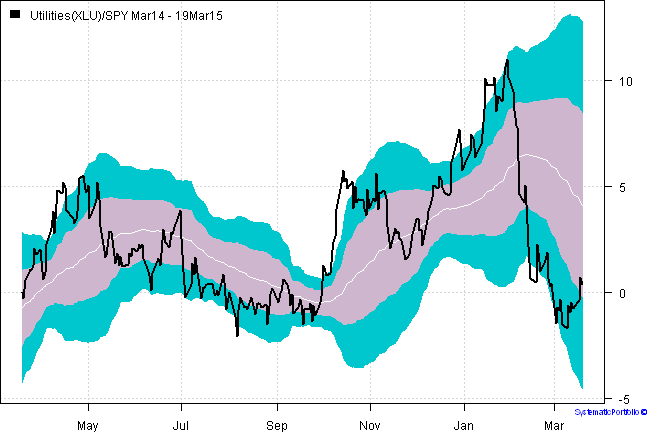 Utilities(XLU)/SPY Mar14 - 19Mar15
10
5
0
-5
SystematicPortfolio ©
May Jul Sep Nov Jan Mar